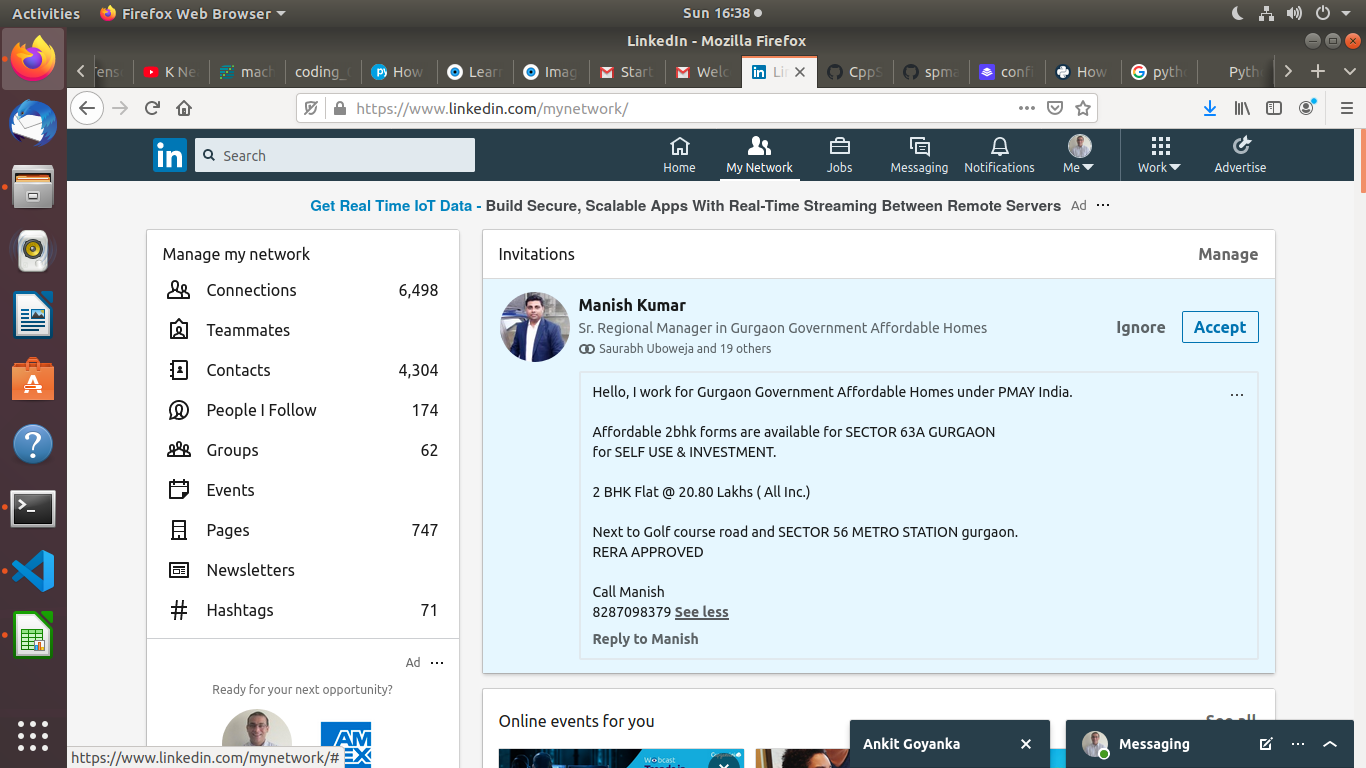 Activities
Firefox Web Browser
Sun 16:38
LinkedIn - Mozilla Firefox
K Ne
mach
coding_
How
Learn
Imag
Start
Welc
CppS
spma
conf
How
pyth
Pytho
https://www.linkedin.com/mynetwork/
in
Search
Home
My Network
Jobs
Messaging
Notifications
Me
Work
Advertise
Get Real Time IoT Data - Build Secure, Scalable Apps With Real-Time Streaming Between Remote Servers
Ad
Manage my network
Connections 6,498
Teammates
Contacts 4,304
People I Follow 174
Groups 62
Events
Pages 747
Newsletters
Hashtags 71
Ad
Ready for your next opportunity?
AM
EX
Invitations
Manage
Manish Kumar
Sr. Regional Manager in Gurgaon Government Affordable Homes
Saurabh Uboweja and 19 others
Ignore
Accept
Hello, I work for Gurgaon Government Affordable Homes under PMAY India.
Affordable 2bhk forms are available for SECTOR 63A GURGAON
for SELF USE & INVESTMENT.
2 BHK Flat @ 20.80 Lakhs ( All Inc.)
Next to Golf course road and SECTOR 56 METRO STATION gurgaon.
RERA APPROVED
Call Manish
8287098379 See less
Reply to Manish
Online events for you
See all
Webcast
Ankit Goyanka
Messaging
https://www.linkedin.com/mynetwork/#